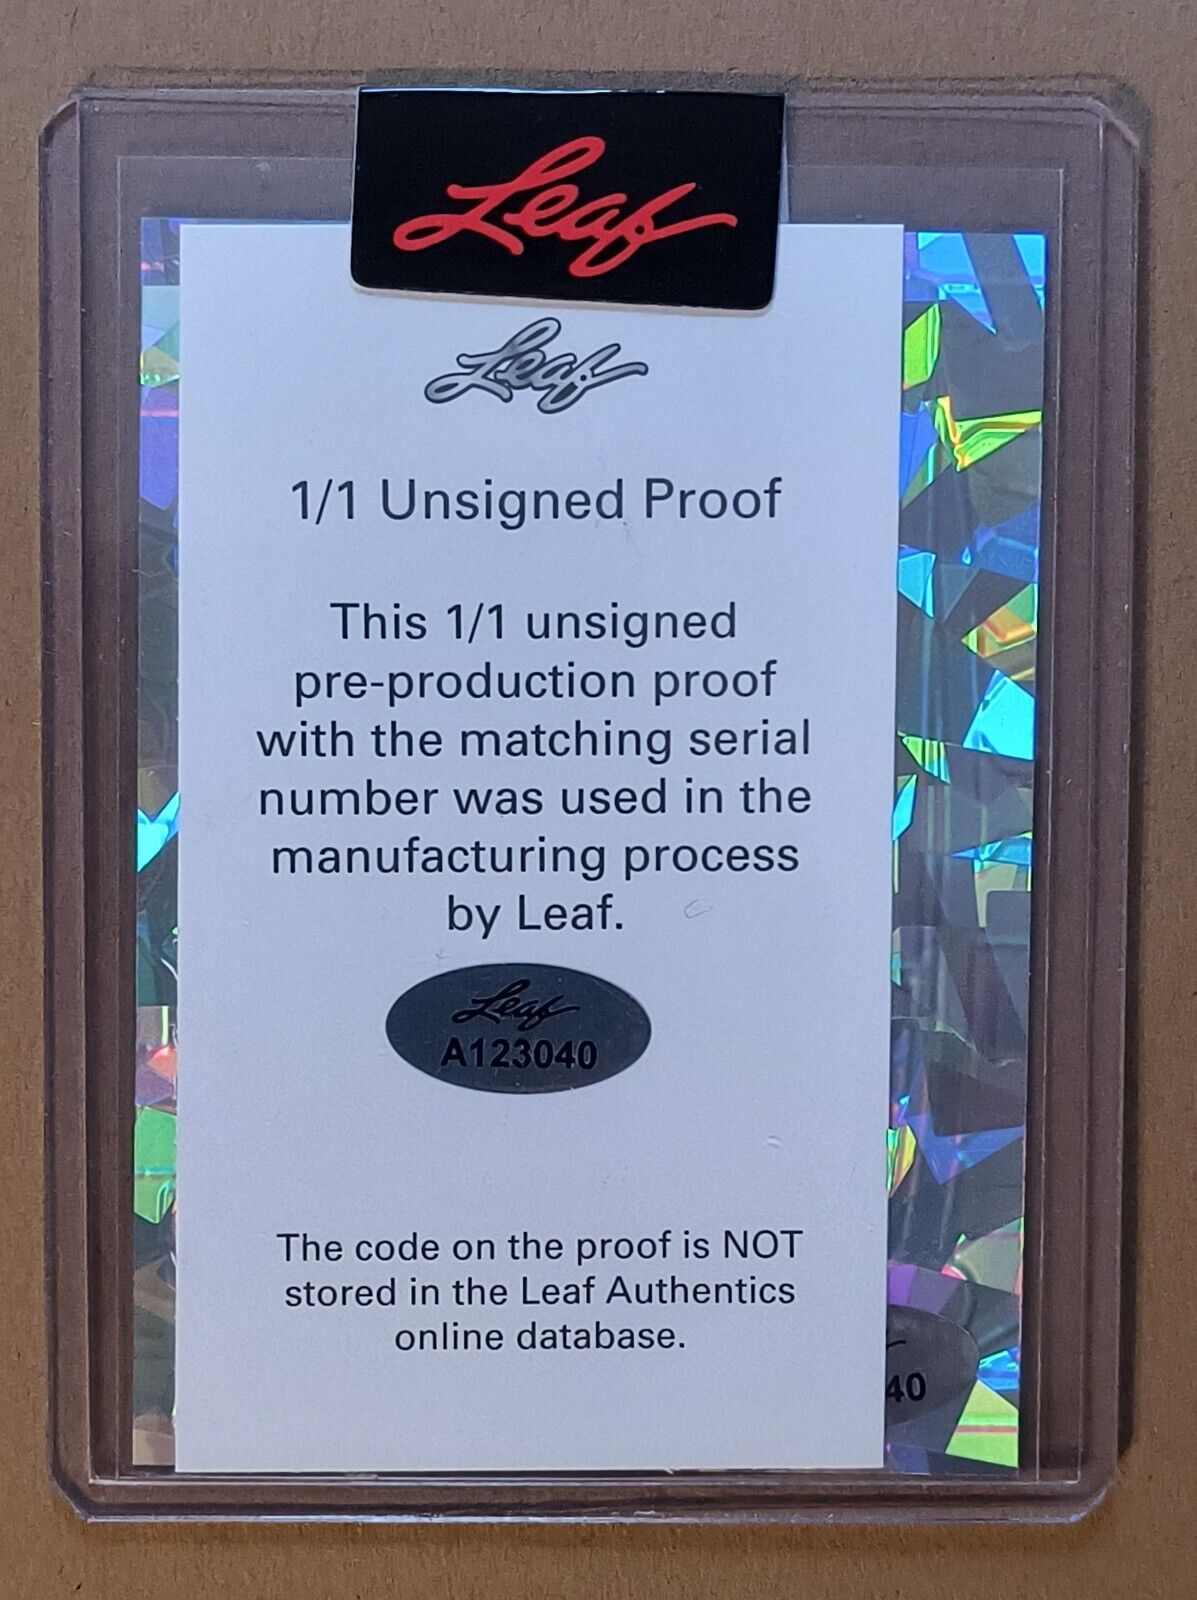 Leaf
Leaf
1/1 Unsigned Proof
This 1/1 unsigned
pre-production proof
with the matching serial
number was used in the
manufacturing process
by Leaf.
Leaf
A123040
The code on the proof is NOT
stored in the Leaf Authentics
online database.
40